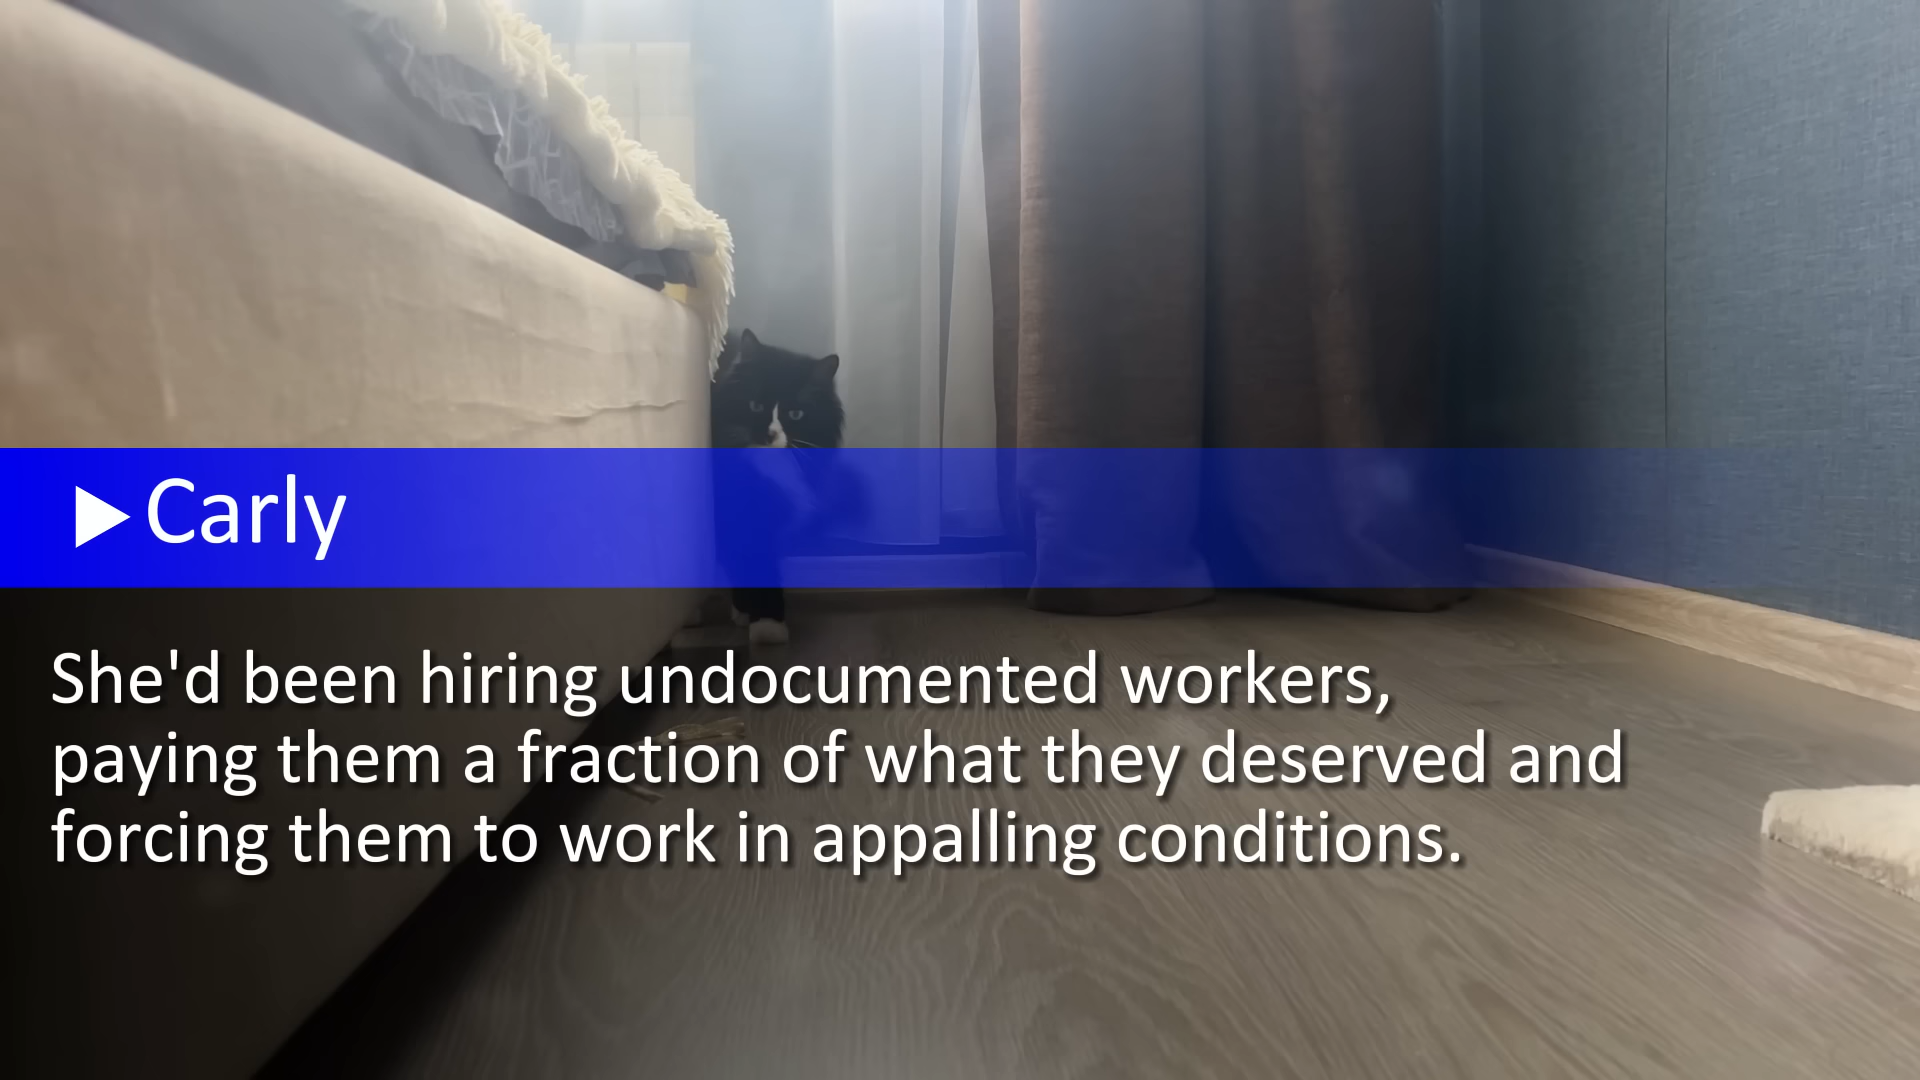 Carly
She'd been hiring undocumented workers,
paying them a fraction of what they deserved and
forcing them to work in appalling conditions.